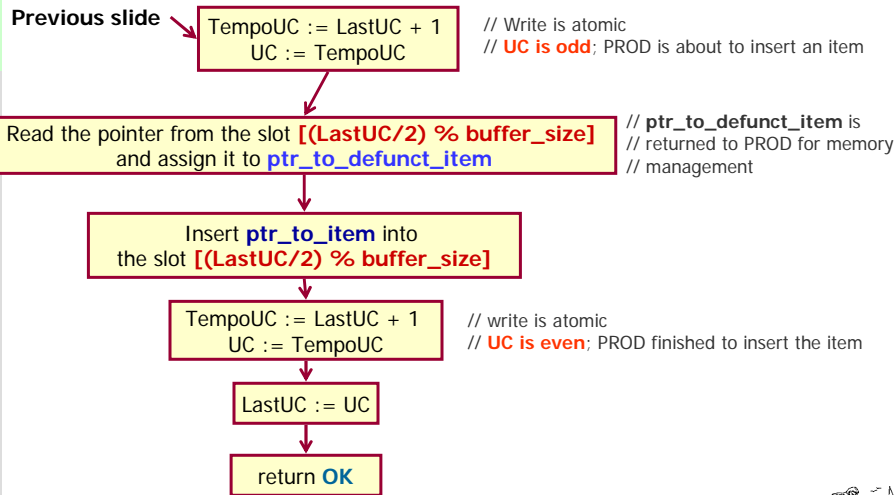 Previous slide
TempoUC := LastUC + 1
UC := TempoUC
// Write is atomic
// UC is odd; PROD is about to insert an item
Read the pointer from the slot [(LastUC/2) % buffer_size]
and assign it to ptr_to_defunct_item
// ptr_to_defunct_item is
// returned to PROD for memory
// management
Insert ptr_to_item into
the slot [(LastUC/2) % buffer_size]
TempoUC := LastUC + 1
UC := TempoUC
// write is atomic
// UC is even; PROD finished to insert the item
LastUC := UC
return OK